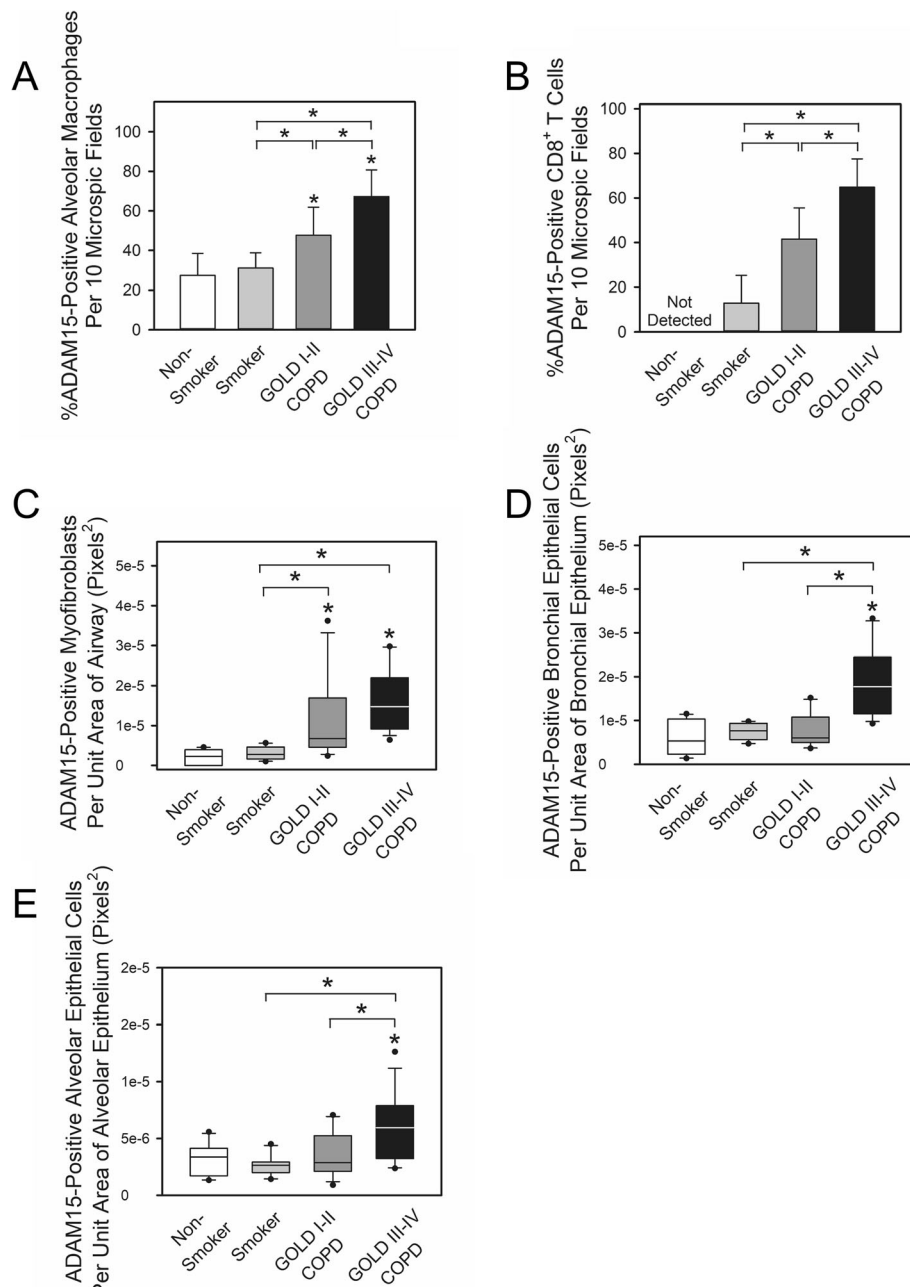 A
%ADAM15-Positive Alveolar Macrophages
Per 10 Microspic Fields
100
80
60
40
20
0
*
*
*
*
*
Non-
Smoker
Smoker
GOLD I-II
COPD
GOLD III-IV
COPD
B
%ADAM15-Positive CD8⁺ T Cells
Per 10 Microspic Fields
100
80
60
40
20
0
*
*
*
Not
Detected
Non-
Smoker
Smoker
GOLD I-II
COPD
GOLD III-IV
COPD
C
ADAM15-Positive Myofibroblasts
Per Unit Area of Airway (Pixels²)
5e-5
4e-5
3e-5
2e-5
1e-5
0
*
*
*
*
Non-
Smoker
Smoker
GOLD I-II
COPD
GOLD III-IV
COPD
D
ADAM15-Positive Bronchial Epithelial Cells
Per Unit Area of Bronchial Epithelium (Pixels²)
5e-5
4e-5
3e-5
2e-5
1e-5
0
*
*
*
Non-
Smoker
Smoker
GOLD I-II
COPD
GOLD III-IV
COPD
E
ADAM15-Positive Alveolar Epithelial Cells
Per Unit Area of Alveolar Epithelium (Pixels²)
2e-5
2e-5
1e-5
5e-6
0
*
*
*
Non-
Smoker
Smoker
GOLD I-II
COPD
GOLD III-IV
COPD